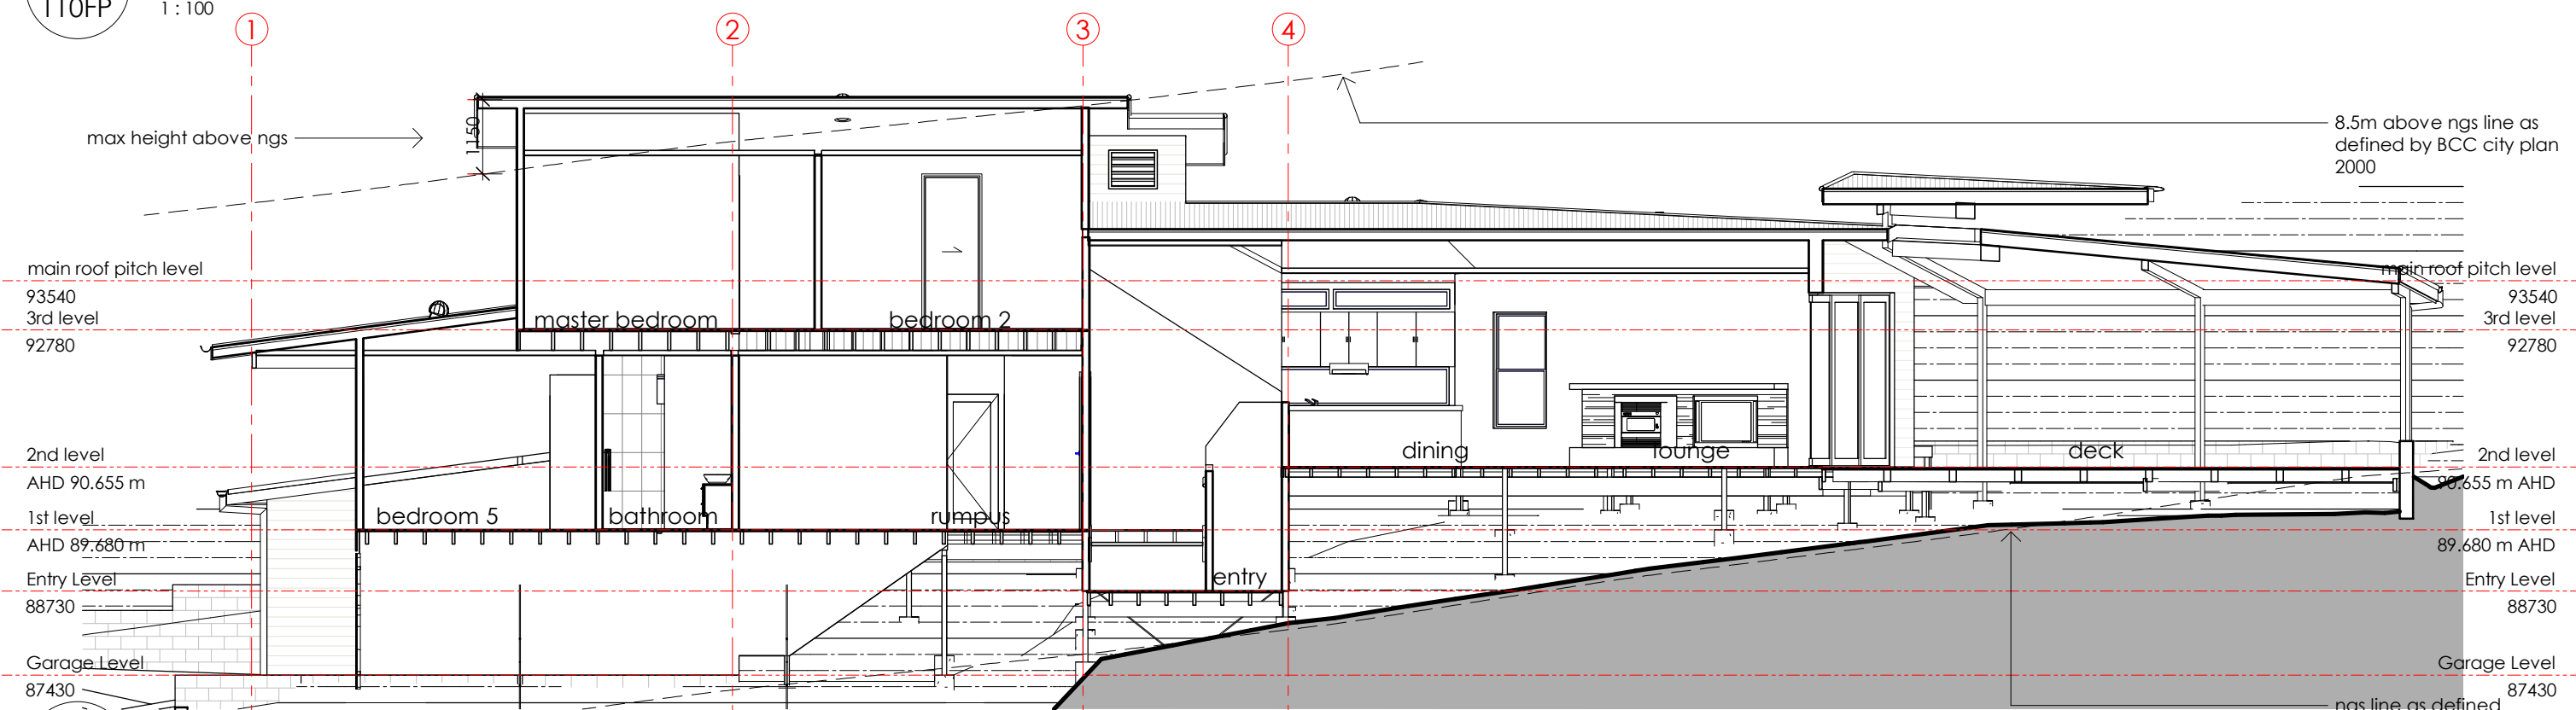 110FP
1 : 100
1
2
3
4
max height above ngs
1150
8.5m above ngs line as
defined by BCC city plan
2000
main roof pitch level
93540
3rd level
92780
2nd level
AHD 90.655 m
1st level
AHD 89.680 m
Entry Level
88730
Garage Level
87430
master bedroom
bedroom 2
bedroom 5
bathroom
rumpus
entry
dining
lounge
deck
main roof pitch level
93540
3rd level
92780
2nd level
90.655 m AHD
1st level
89.680 m AHD
Entry Level
88730
Garage Level
87430
ngs line as defined